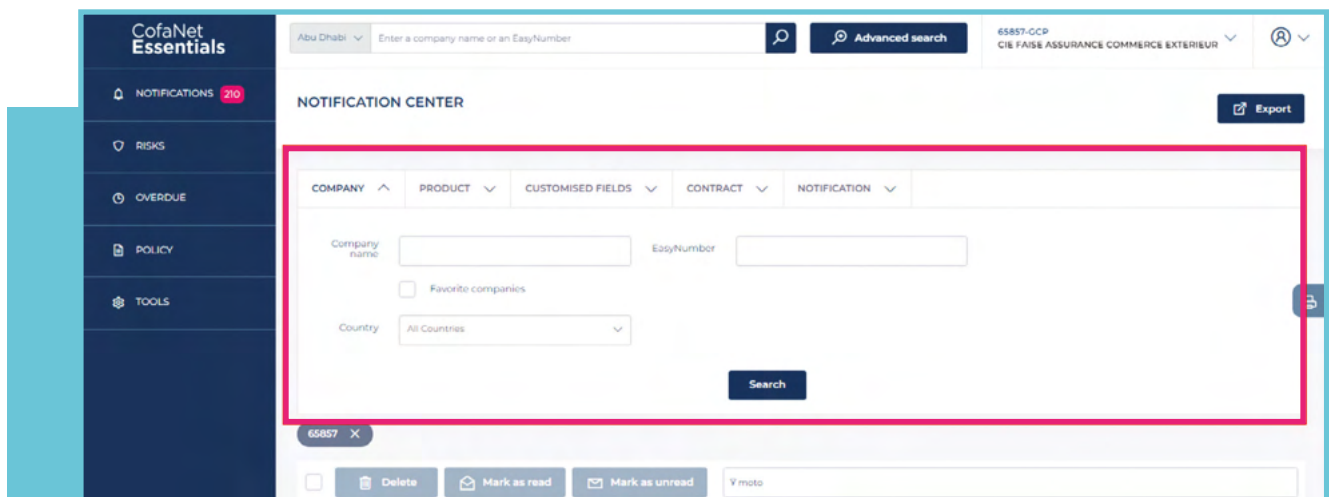 CofaNet
Essentials
Abu Dhabi
Enter a company name or an EasyNumber
Advanced search
65857-GCP
CIE FAISE ASSURANCE COMMERCE EXTERIEUR
NOTIFICATIONS 210
RISKS
OVERDUE
POLICY
TOOLS
NOTIFICATION CENTER
Export
COMPANY PRODUCT CUSTOMISED FIELDS CONTRACT NOTIFICATION
Company
name
EasyNumber
Favorite companies
Country
All Countries
Search
65857 X
Delete Mark as read Mark as unread
moto